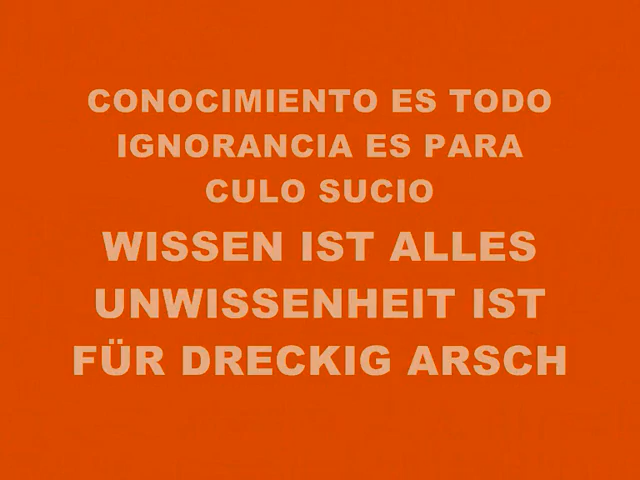 CONOCIMIENTO ES TODO
IGNORANCIA ES PARA
CULO SUCIO
WISSEN IST ALLES
UNWISSENHEIT IST
FÜR DRECKIG ARSCH